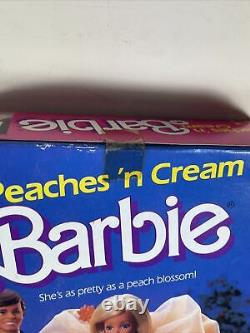 Barbie
Peaches 'n Cream
Barbie®
She's as pretty as a peach blossom!